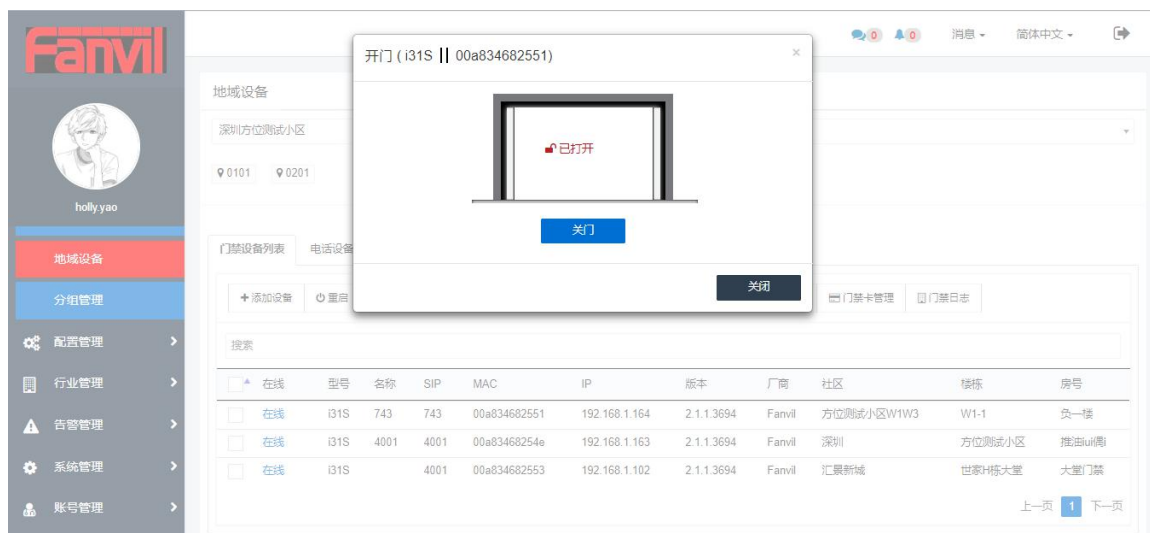 Fanvil
0 0 消息 简体中文
开门 ( i31S || 00a834682551) ×
地域设备
深圳方位测试小区
已打开
0101 0201
holly.yao
关门
地域设备
门禁设备列表 电话设备
关闭
分组管理
添加设备 重启 门禁卡管理 门禁日志
配置管理
搜索
行业管理
在线 型号 名称 SIP MAC IP 版本 厂商 社区 楼栋 房号
在线 i31S 743 743 00a834682551 192.168.1.164 2.1.1.3694 Fanvil 方位测试小区W1W3 W1-1 负一楼
告警管理
在线 i31S 4001 4001 00a83468254e 192.168.1.163 2.1.1.3694 Fanvil 深圳 方位测试小区 推油iui偶i
系统管理
在线 i31S 4001 00a834682553 192.168.1.102 2.1.1.3694 Fanvil 汇景新城 世家H栋大堂 大堂门禁
账号管理
上一页 1 下一页